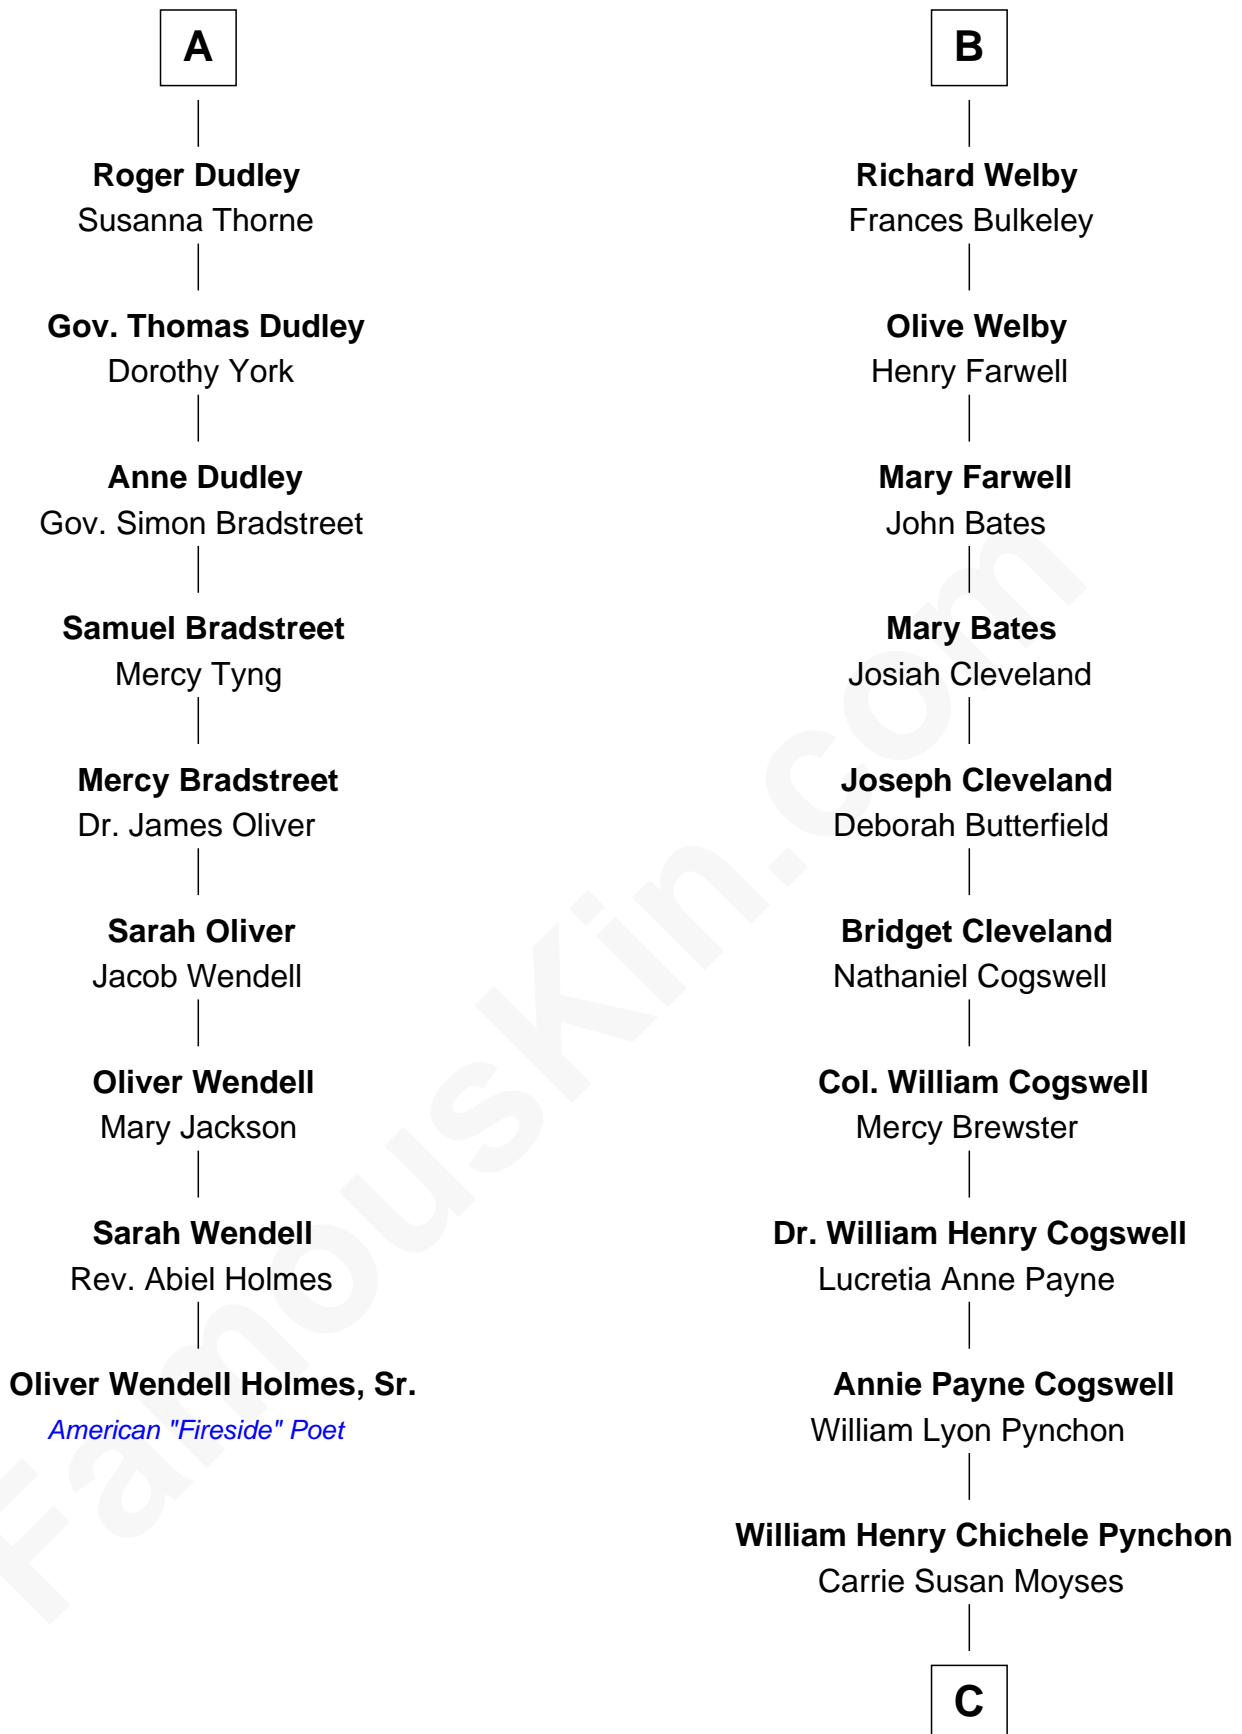 A
Roger Dudley
Susanna Thorne
Gov. Thomas Dudley
Dorothy York
Anne Dudley
Gov. Simon Bradstreet
Samuel Bradstreet
Mercy Tyng
Mercy Bradstreet
Dr. James Oliver
Sarah Oliver
Jacob Wendell
Oliver Wendell
Mary Jackson
Sarah Wendell
Rev. Abiel Holmes
Oliver Wendell Holmes, Sr.
American "Fireside" Poet
B
Richard Welby
Frances Bulkeley
Olive Welby
Henry Farwell
Mary Farwell
John Bates
Mary Bates
Josiah Cleveland
Joseph Cleveland
Deborah Butterfield
Bridget Cleveland
Nathaniel Cogswell
Col. William Cogswell
Mercy Brewster
Dr. William Henry Cogswell
Lucretia Anne Payne
Annie Payne Cogswell
William Lyon Pynchon
William Henry Chichele Pynchon
Carrie Susan Moyses
C
FamousKin.com